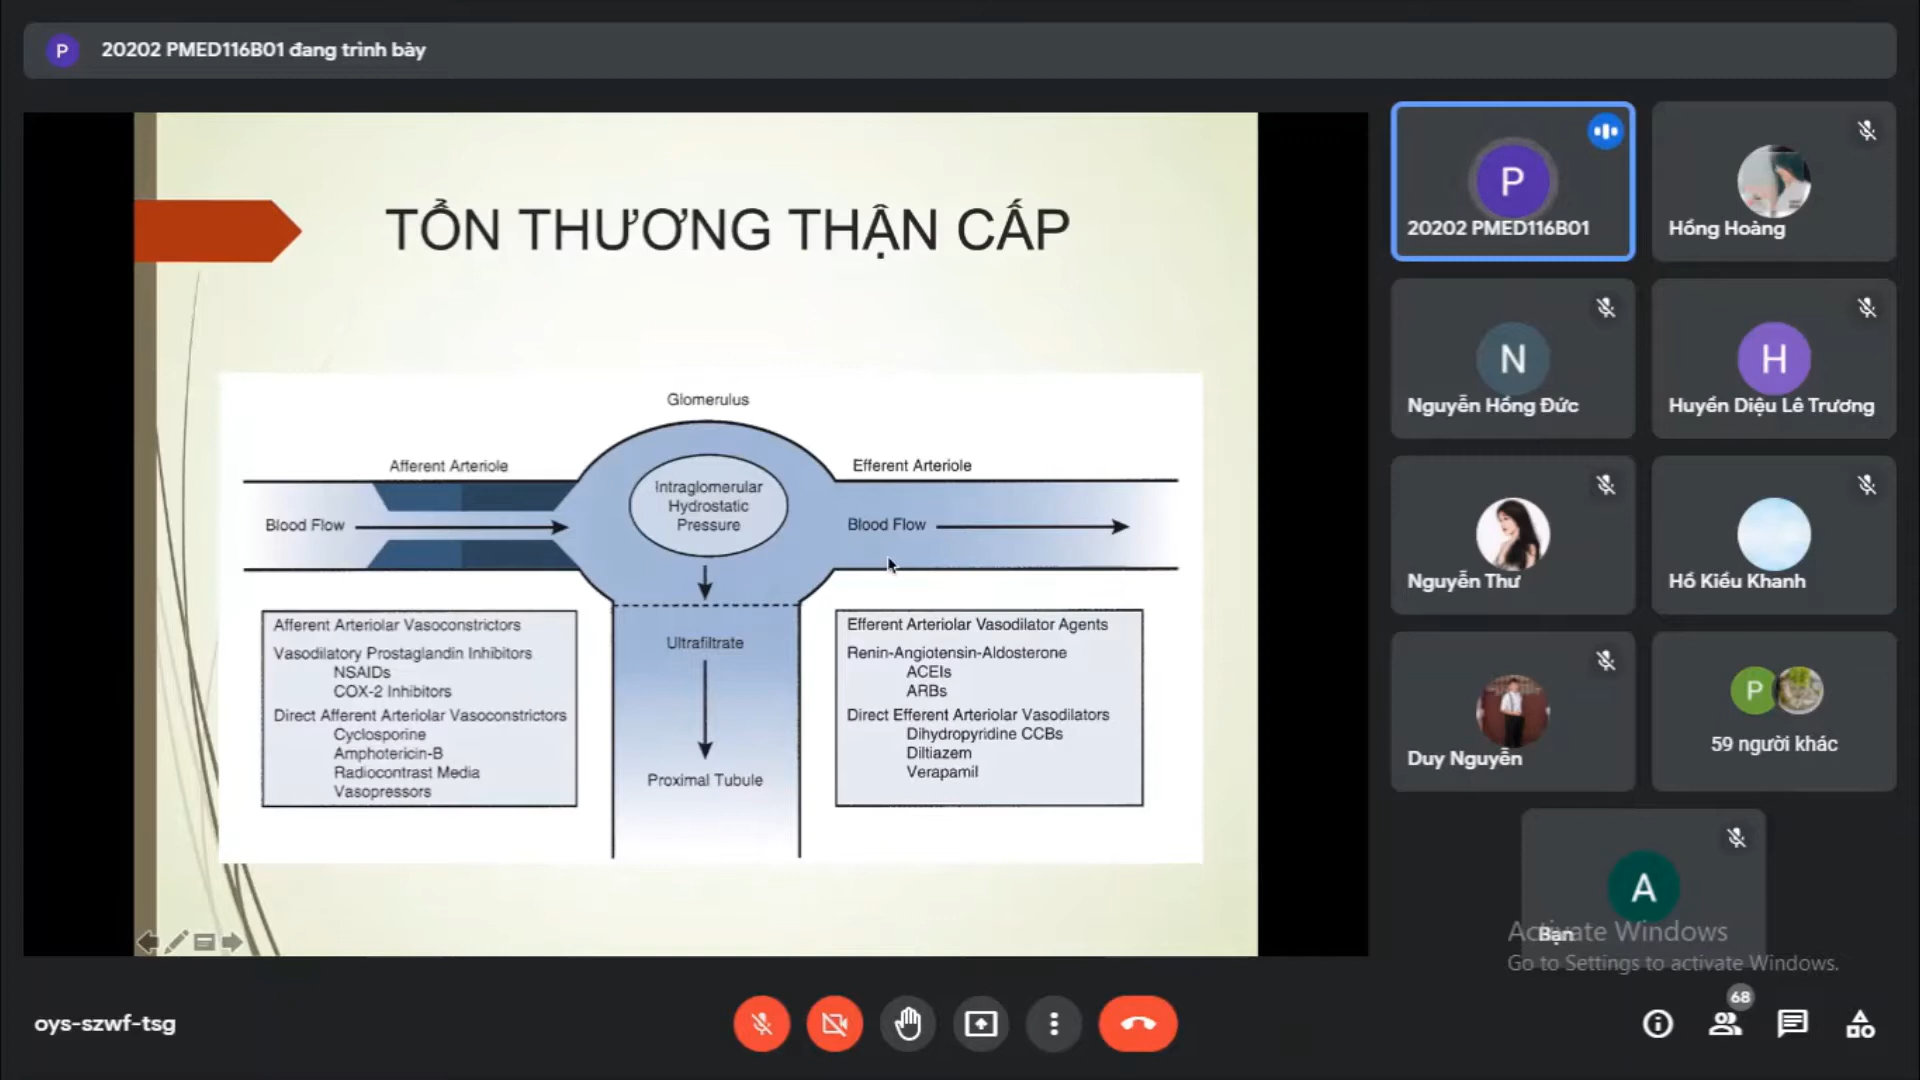 P
20202 PMED116B01 đang trình bày
TỔN THƯƠNG THẬN CẤP
Glomerulus
Afferent Arteriole
Efferent Arteriole
Intraglomerular
Hydrostatic
Pressure
Blood Flow
Blood Flow
Afferent Arteriolar Vasoconstrictors
Vasodilatory Prostaglandin Inhibitors
NSAIDs
COX-2 Inhibitors
Direct Afferent Arteriolar Vasoconstrictors
Cyclosporine
Amphotericin-B
Radiocontrast Media
Vasopressors
Ultrafiltrate
Proximal Tubule
Efferent Arteriolar Vasodilator Agents
Renin-Angiotensin-Aldosterone
ACEIs
ARBs
Direct Efferent Arteriolar Vasodilators
Dihydropyridine CCBs
Diltiazem
Verapamil
P
20202 PMED116B01
Hồng Hoàng
N
Nguyễn Hồng Đức
H
Huyền Diệu Lê Trương
Nguyễn Thư
Hồ Kiều Khanh
Duy Nguyễn
P
59 người khác
A
Bạn
Activate Windows
Go to Settings to activate Windows.
oys-szwf-tsg
68